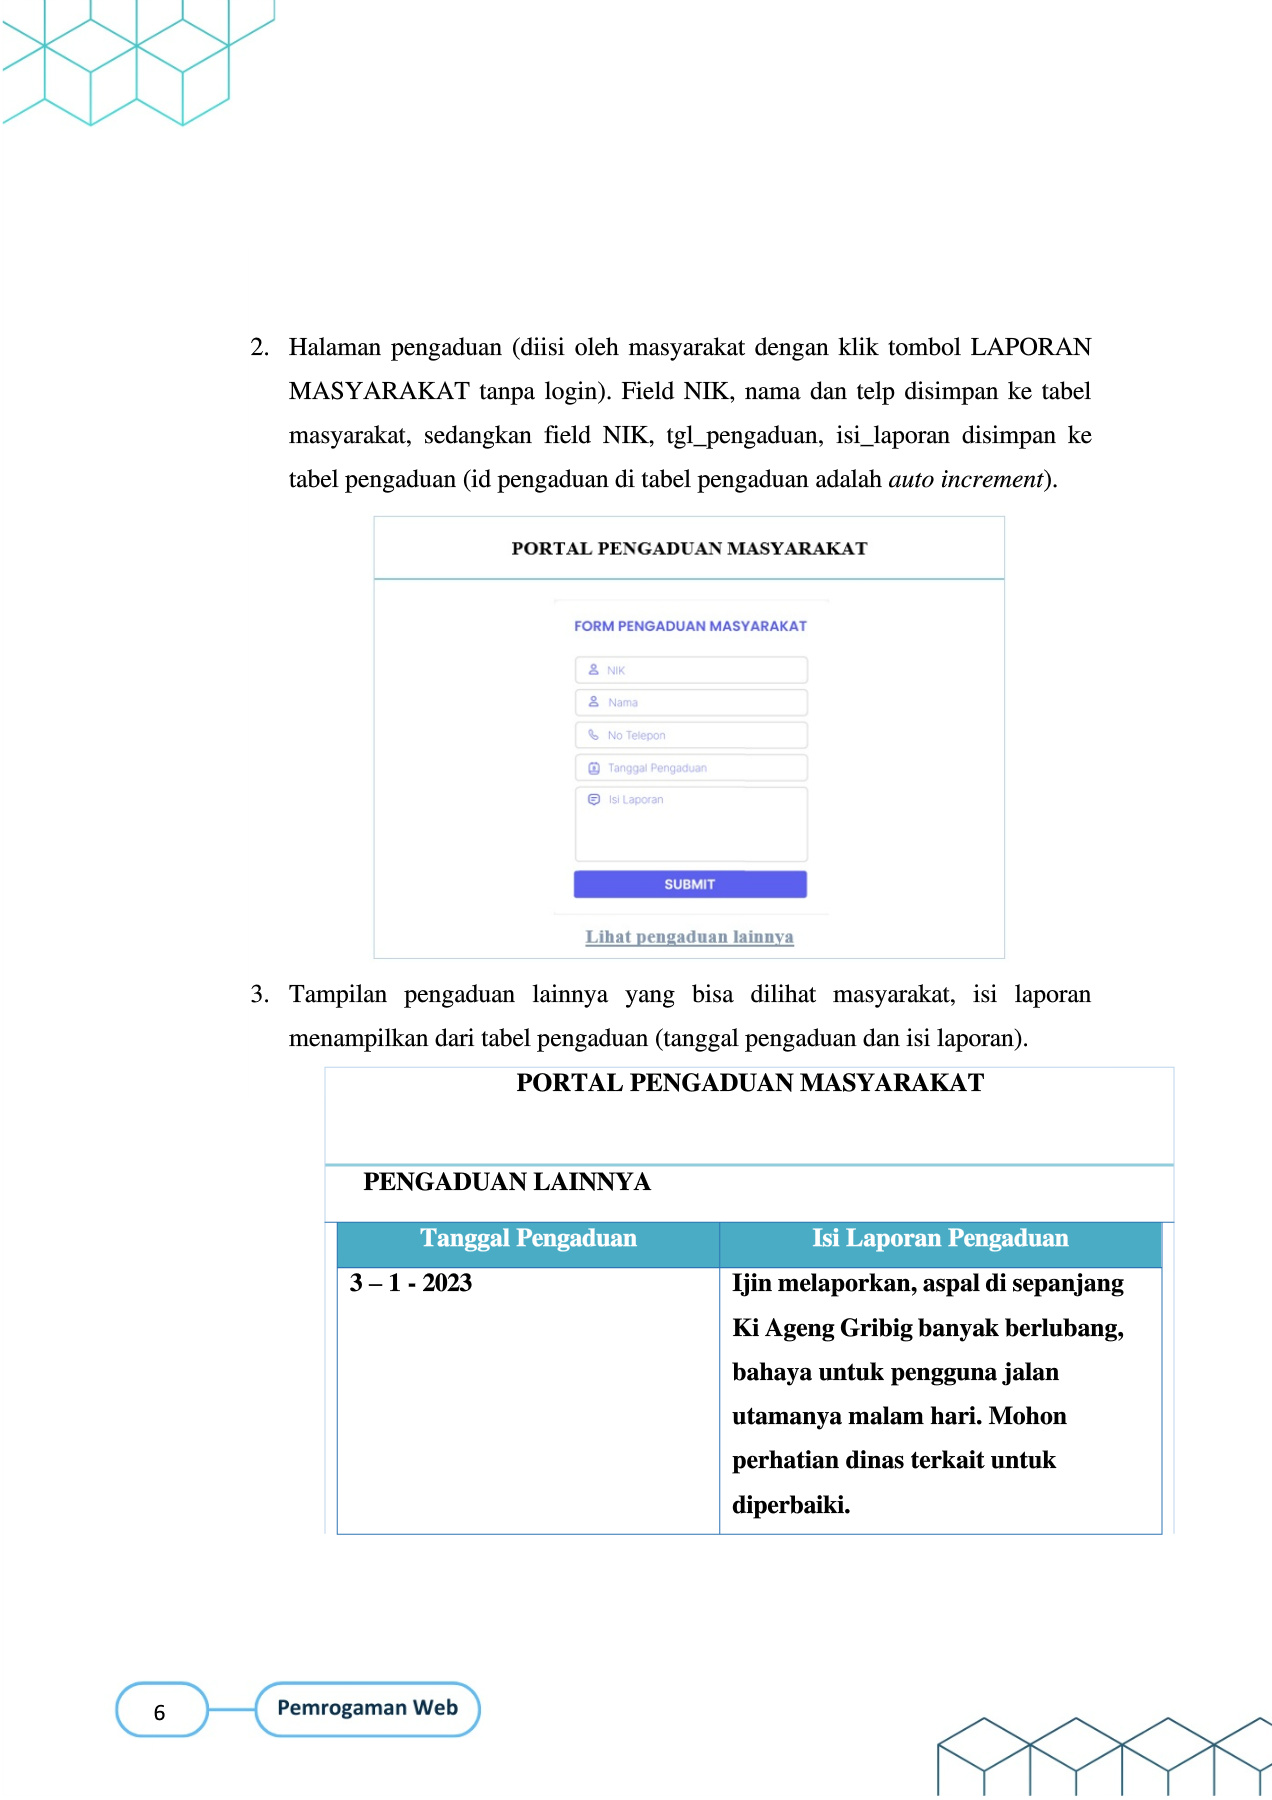 2. Halaman pengaduan (diisi oleh masyarakat dengan klik tombol LAPORAN
MASYARAKAT tanpa login). Field NIK, nama dan telp disimpan ke tabel
masyarakat, sedangkan field NIK, tgl_pengaduan, isi_laporan disimpan ke
tabel pengaduan (id pengaduan di tabel pengaduan adalah auto increment).
PORTAL PENGADUAN MASYARAKAT
FORM PENGADUAN MASYARAKAT
NIK
Nama
No Telepon
Tanggal Pengaduan
Isi Laporan
SUBMIT
Lihat pengaduan lainnya
3. Tampilan pengaduan lainnya yang bisa dilihat masyarakat, isi laporan
menampilkan dari tabel pengaduan (tanggal pengaduan dan isi laporan).
PORTAL PENGADUAN MASYARAKAT
PENGADUAN LAINNYA
Tanggal Pengaduan Isi Laporan Pengaduan
3 – 1 - 2023 Ijin melaporkan, aspal di sepanjang
Ki Ageng Gribig banyak berlubang,
bahaya untuk pengguna jalan
utamanya malam hari. Mohon
perhatian dinas terkait untuk
diperbaiki.
6 Pemrogaman Web